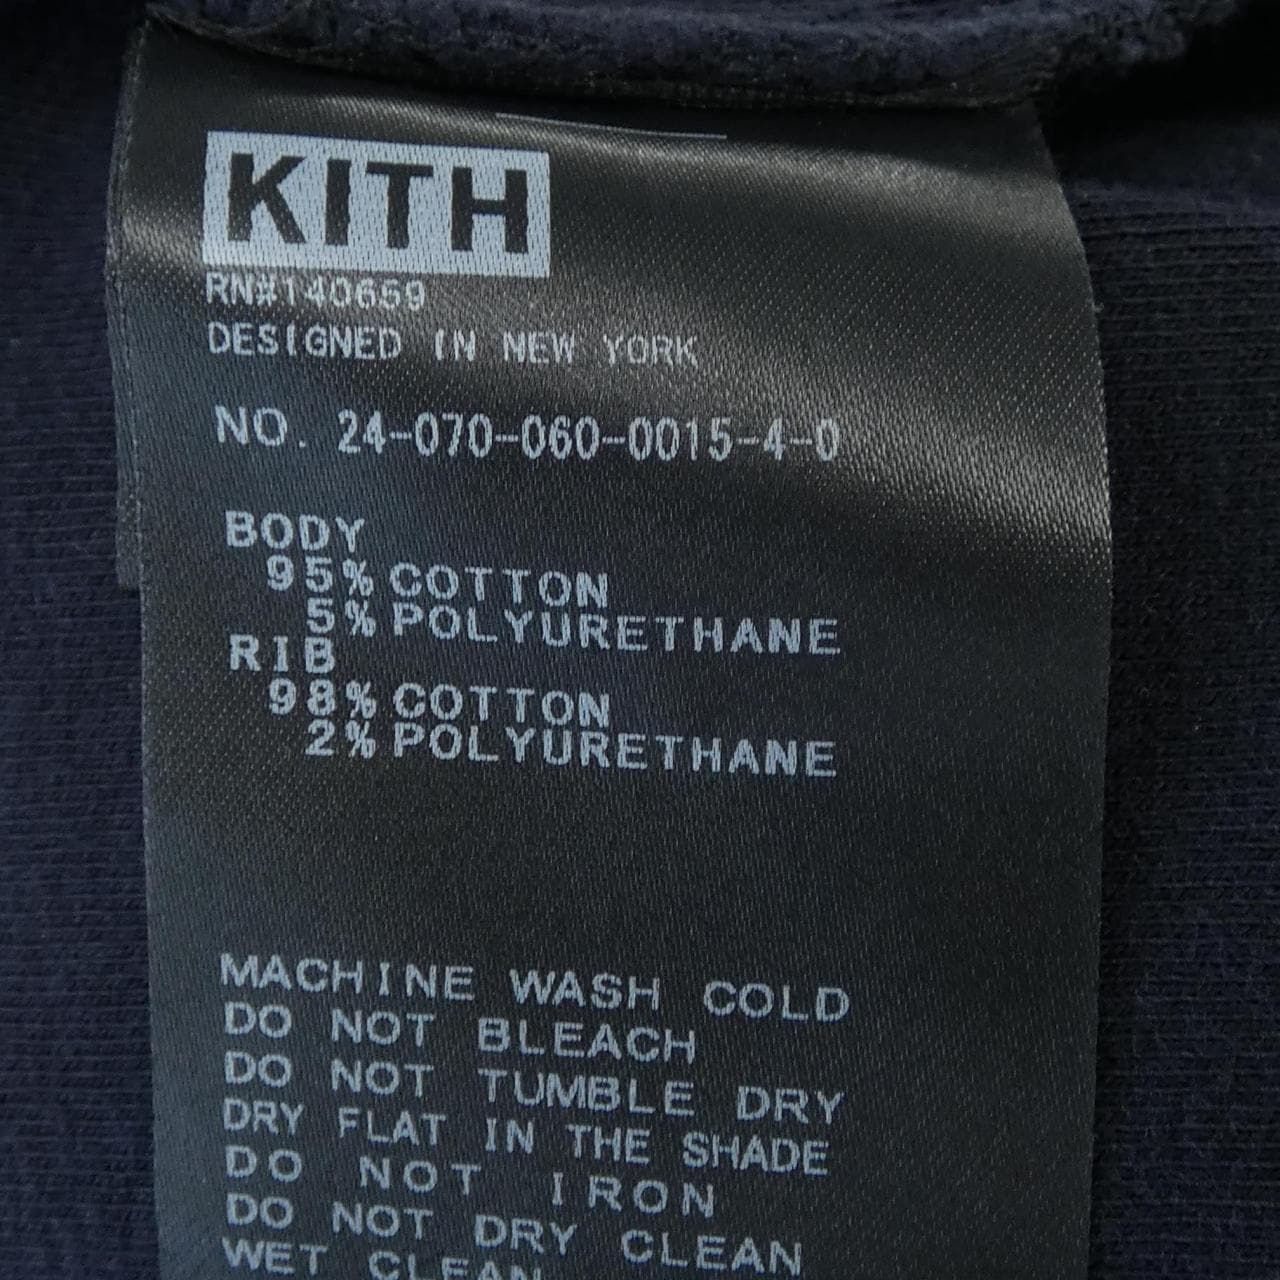 KITH
RN#140659
DESIGNED IN NEW YORK
NO. 24-070-060-0015-4-0
BODY
95% COTTON
5% POLYURETHANE
RIB
98% COTTON
2% POLYURETHANE
MACHINE WASH COLD
DO NOT BLEACH
DO NOT TUMBLE DRY
DRY FLAT IN THE SHADE
DO NOT IRON
DO NOT DRY CLEAN
WET CLEAN